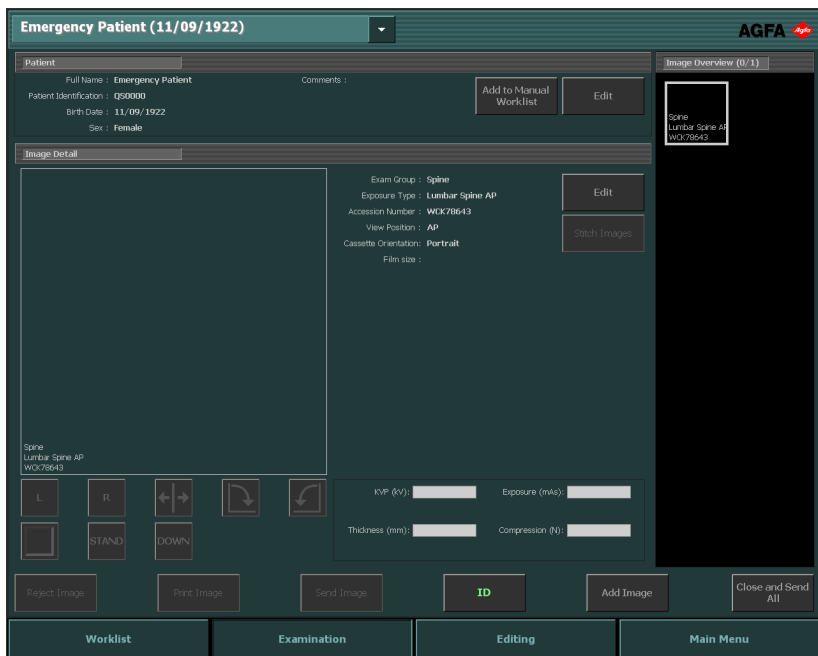 Emergency Patient (11/09/1922)
AGFA
Agfa
Patient
Full Name : Emergency Patient
Patient Identification : QS0000
Birth Date : 11/09/1922
Sex : Female
Comments :
Add to Manual
Worklist
Edit
Image Overview (0/1)
Spine
Lumbar Spine AP
WCK78643
Image Detail
Exam Group : Spine
Exposure Type : Lumbar Spine AP
Accession Number : WCK78643
View Position : AP
Cassette Orientation: Portrait
Film size :
Edit
Stitch Images
Spine
Lumbar Spine AP
WCK78643
L
R
STAND
DOWN
KVP (kV):
Exposure (mAs):
Thickness (mm):
Compression (N):
Reject Image
Print Image
Send Image
ID
Add Image
Close and Send
All
Worklist
Examination
Editing
Main Menu